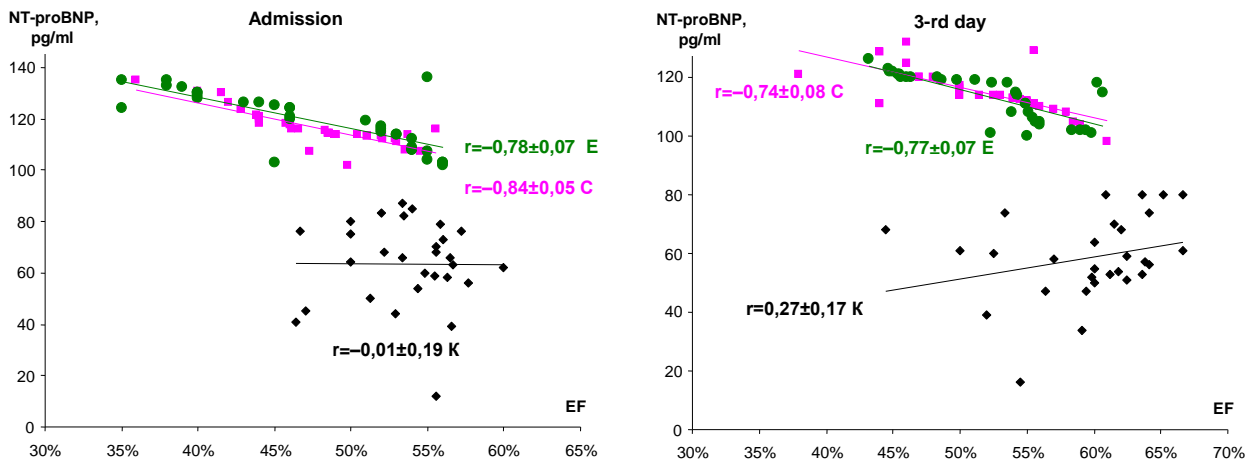 NT-proBNP,
pg/ml
Admission
140
120
100
80
60
40
20
0
r=–0,78±0,07 E
r=–0,84±0,05 C
r=–0,01±0,19 K
EF
30% 35% 40% 45% 50% 55% 60% 65%
NT-proBNP,
pg/ml
3-rd day
120
100
80
60
40
20
0
r=–0,74±0,08 C
r=–0,77±0,07 E
r=0,27±0,17 K
EF
30% 35% 40% 45% 50% 55% 60% 65% 70%